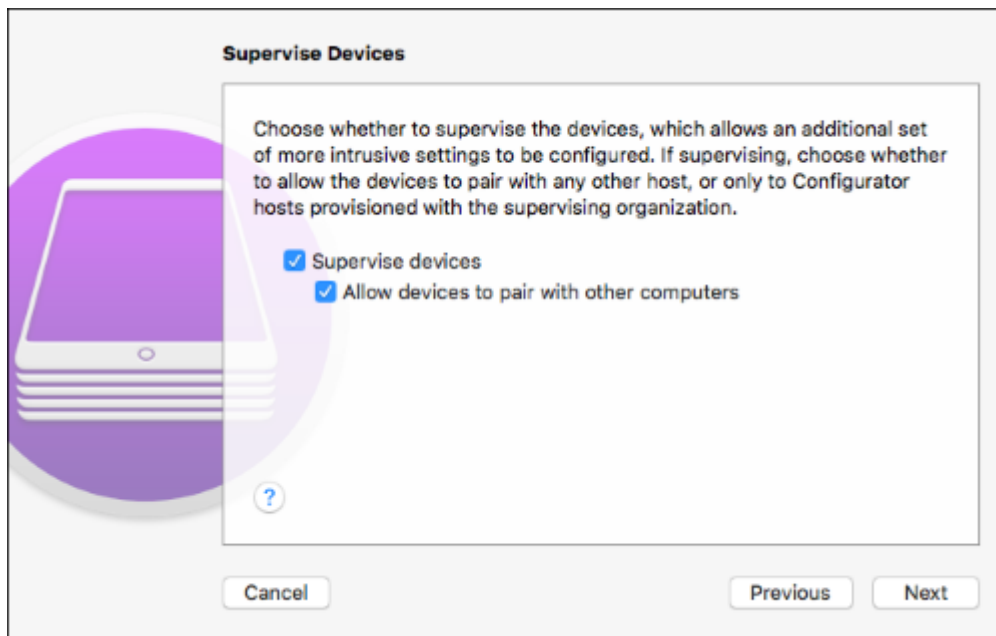 Supervise Devices
Choose whether to supervise the devices, which allows an additional set
of more intrusive settings to be configured. If supervising, choose whether
to allow the devices to pair with any other host, or only to Configurator
hosts provisioned with the supervising organization.
Supervise devices
Allow devices to pair with other computers
?
Cancel
Previous
Next